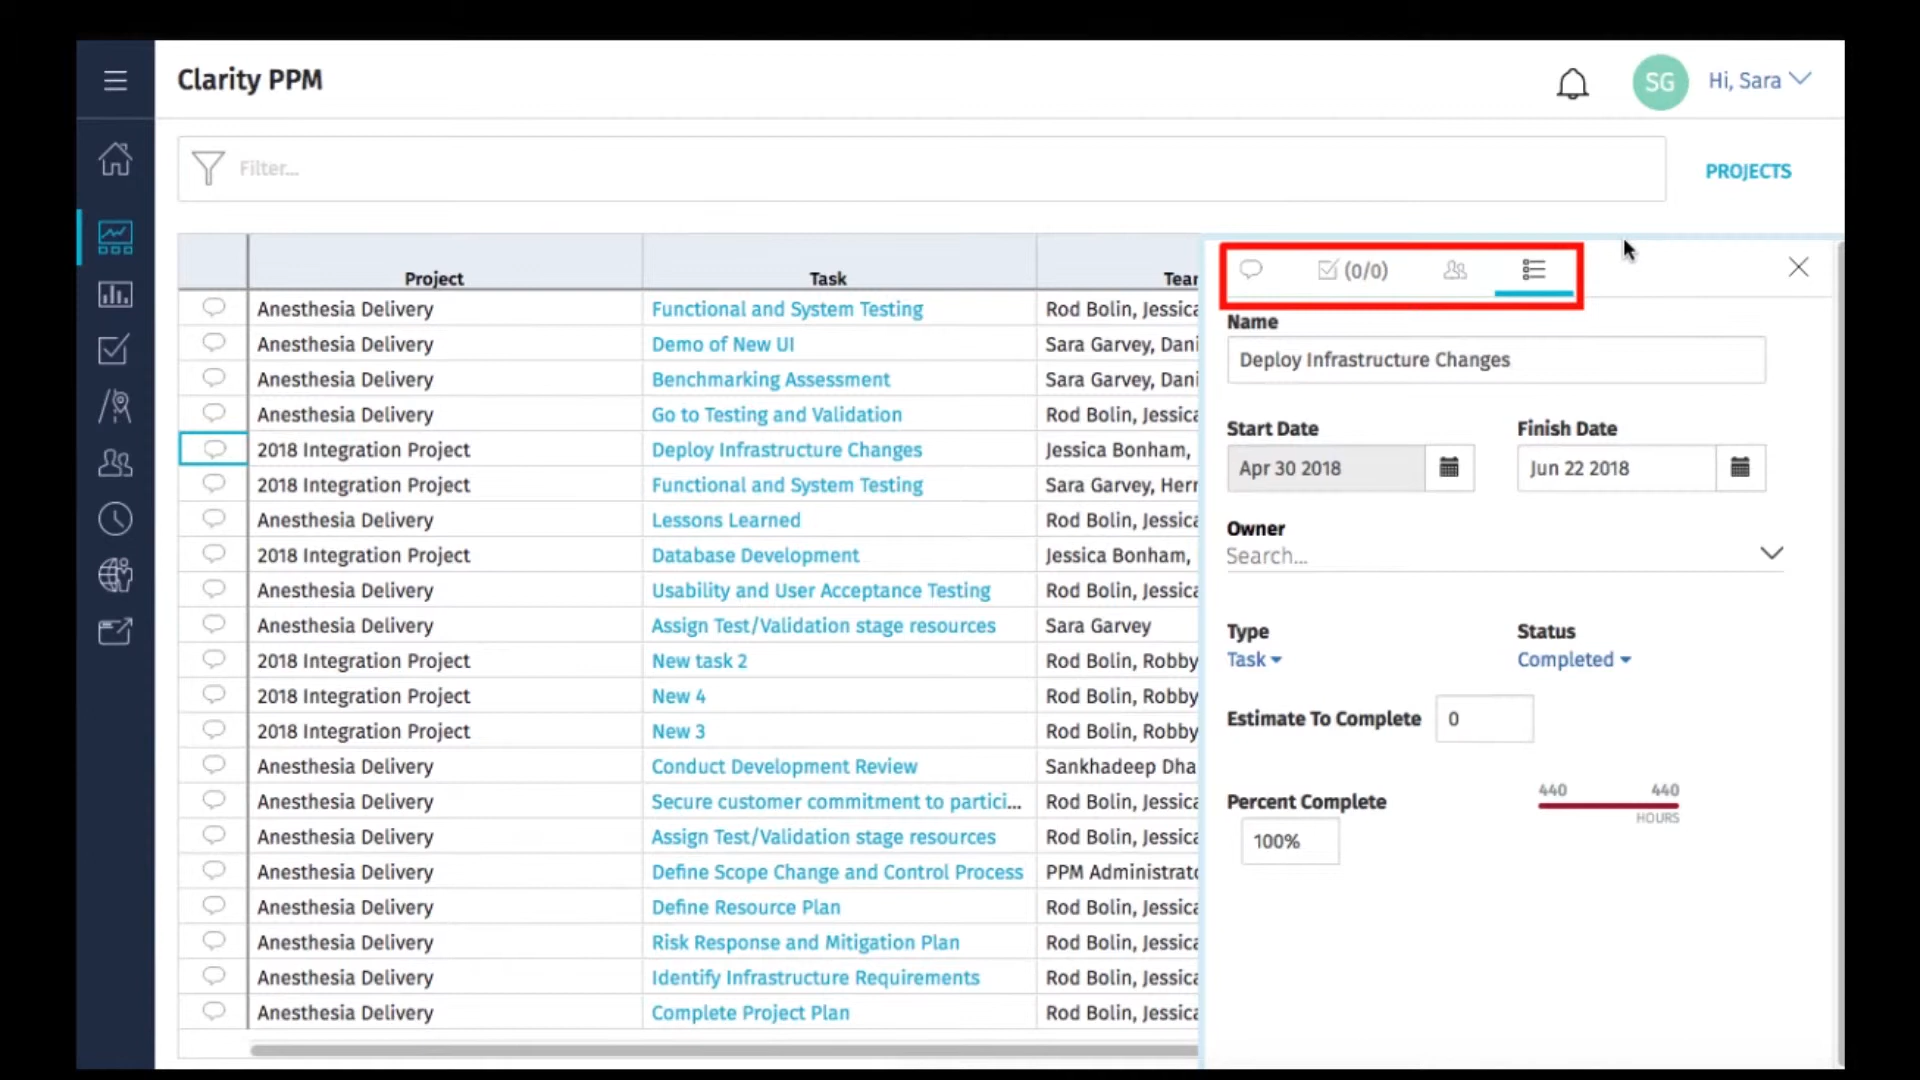 Clarity PPM
SG
Hi, Sara
Filter...
PROJECTS
Project Task Tear
Anesthesia Delivery Functional and System Testing Rod Bolin, Jessica
Anesthesia Delivery Demo of New UI Sara Garvey, Dani
Anesthesia Delivery Benchmarking Assessment Sara Garvey, Dani
Anesthesia Delivery Go to Testing and Validation Rod Bolin, Jessica
2018 Integration Project Deploy Infrastructure Changes Jessica Bonham,
2018 Integration Project Functional and System Testing Sara Garvey, Herr
Anesthesia Delivery Lessons Learned Rod Bolin, Jessica
2018 Integration Project Database Development Jessica Bonham,
Anesthesia Delivery Usability and User Acceptance Testing Rod Bolin, Jessica
Anesthesia Delivery Assign Test/Validation stage resources Sara Garvey
2018 Integration Project New task 2 Rod Bolin, Robby
2018 Integration Project New 4 Rod Bolin, Robby
2018 Integration Project New 3 Rod Bolin, Robby
Anesthesia Delivery Conduct Development Review Sankhadeep Dha
Anesthesia Delivery Secure customer commitment to partici... Rod Bolin, Jessica
Anesthesia Delivery Assign Test/Validation stage resources Rod Bolin, Jessica
Anesthesia Delivery Define Scope Change and Control Process PPM Administrato
Anesthesia Delivery Define Resource Plan Rod Bolin, Jessica
Anesthesia Delivery Risk Response and Mitigation Plan Rod Bolin, Jessica
Anesthesia Delivery Identify Infrastructure Requirements Rod Bolin, Jessica
Anesthesia Delivery Complete Project Plan Rod Bolin, Jessica
(0/0)
Name
Deploy Infrastructure Changes
Start Date Finish Date
Apr 30 2018 Jun 22 2018
Owner
Search...
Type Status
Task Completed
Estimate To Complete 0
440 440
Percent Complete
HOURS
100%